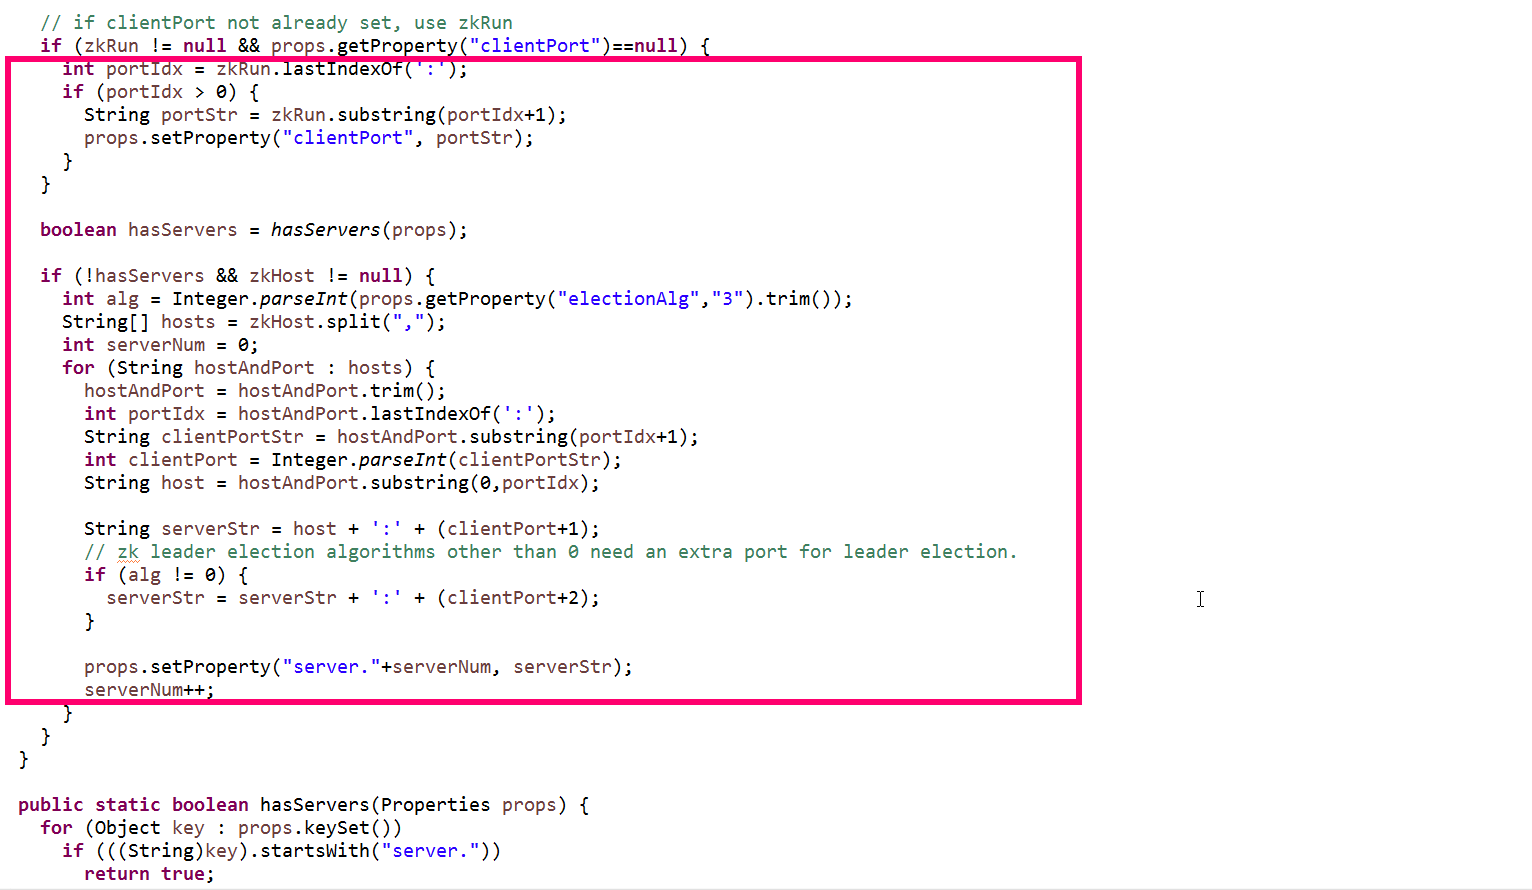 // if clientPort not already set, use zkRun
if (zkRun != null && props.getProperty("clientPort")==null) {
int portIdx = zkRun.lastIndexOf(':');
if (portIdx > 0) {
String portStr = zkRun.substring(portIdx+1);
props.setProperty("clientPort", portStr);
}
}
boolean hasServers = hasServers(props);
if (!hasServers && zkHost != null) {
int alg = Integer.parseInt(props.getProperty("electionAlg","3").trim());
String[] hosts = zkHost.split(",");
int serverNum = 0;
for (String hostAndPort : hosts) {
hostAndPort = hostAndPort.trim();
int portIdx = hostAndPort.lastIndexOf(':');
String clientPortStr = hostAndPort.substring(portIdx+1);
int clientPort = Integer.parseInt(clientPortStr);
String host = hostAndPort.substring(0,portIdx);
String serverStr = host + ':' + (clientPort+1);
// zk leader election algorithms other than 0 need an extra port for leader election.
if (alg != 0) {
serverStr = serverStr + ':' + (clientPort+2);
}
props.setProperty("server."+serverNum, serverStr);
serverNum++;
}
}
}
public static boolean hasServers(Properties props) {
for (Object key : props.keySet())
if (((String)key).startsWith("server."))
return true;